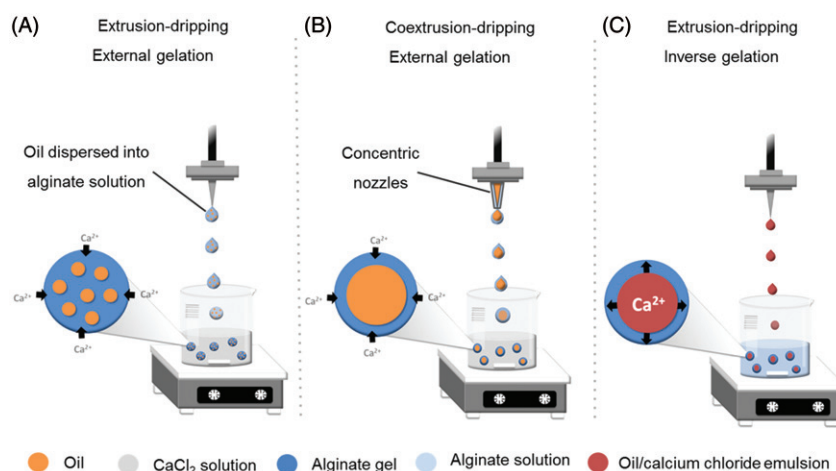 (A) Extrusion-dripping
External gelation
Oil dispersed into
alginate solution
Ca²⁺
Ca²⁺
Ca²⁺
Ca²⁺
(B) Coextrusion-dripping
External gelation
Concentric
nozzles
Ca²⁺
Ca²⁺
Ca²⁺
Ca²⁺
(C) Extrusion-dripping
Inverse gelation
Ca²⁺
Oil
CaCl₂ solution
Alginate gel
Alginate solution
Oil/calcium chloride emulsion